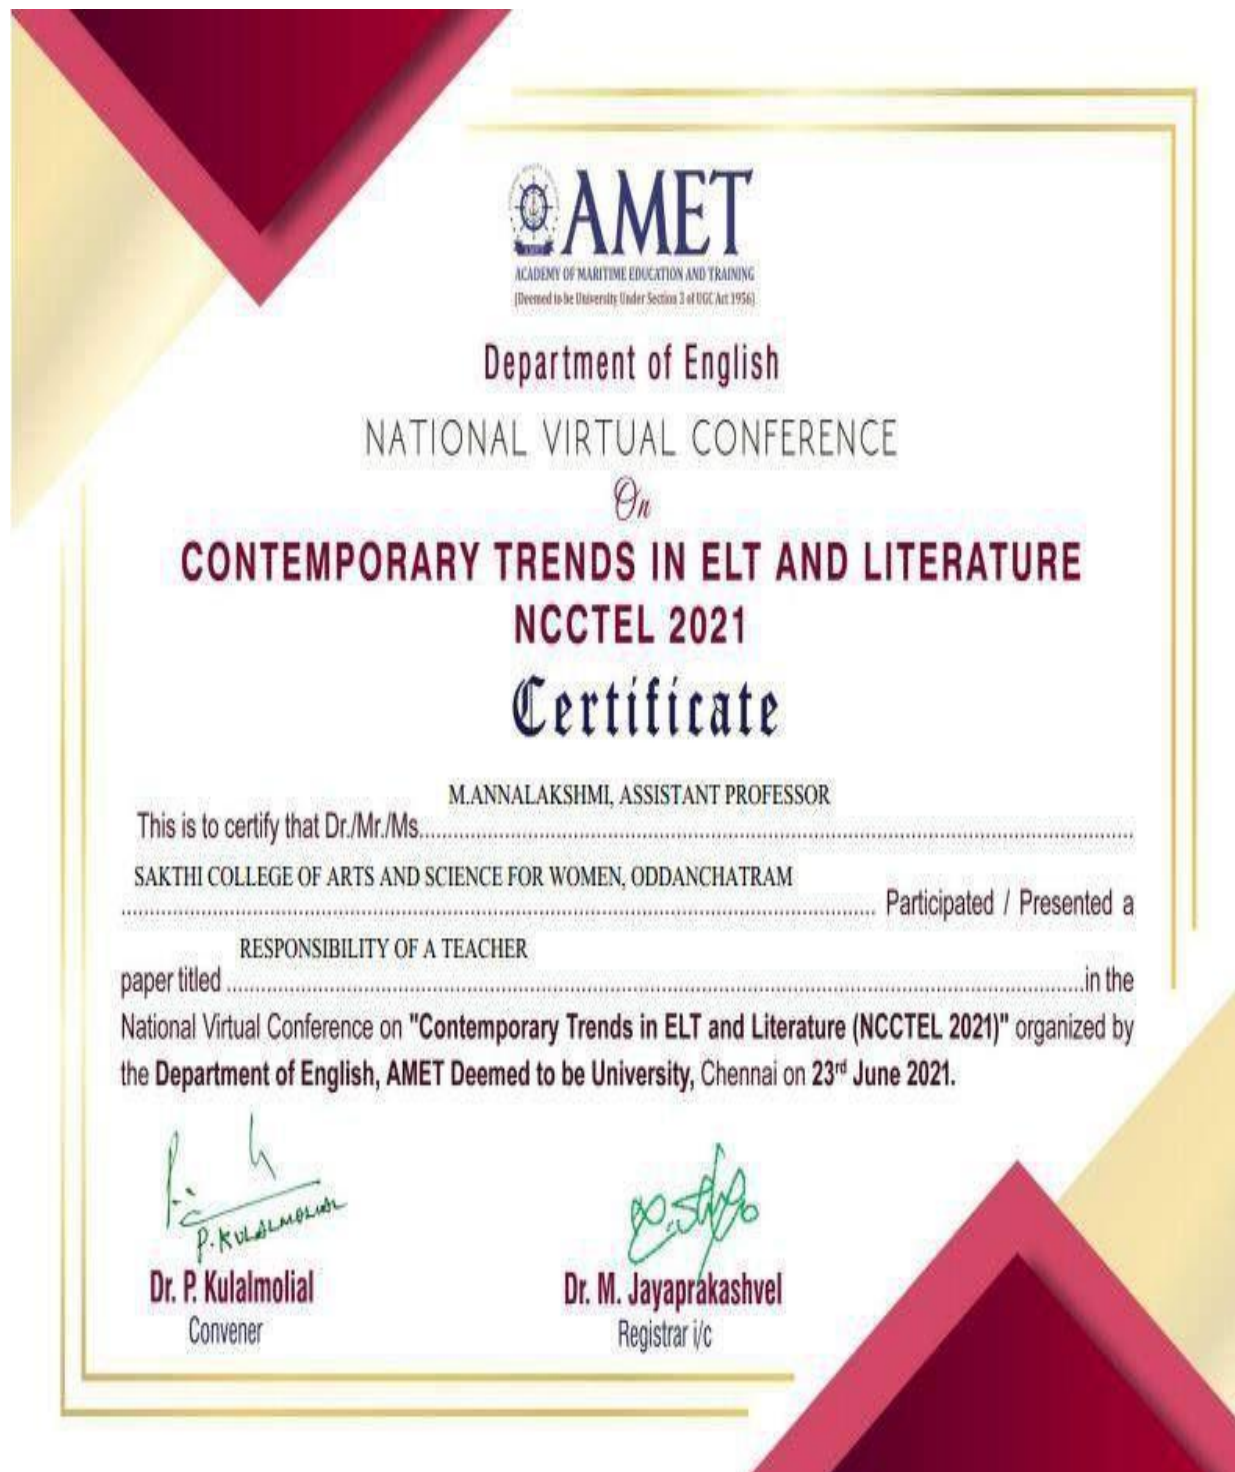 AMET
AMET
ACADEMY OF MARITIME EDUCATION AND TRAINING
(Deemed to be University Under Section 3 of UGC Act 1956)
Department of English
NATIONAL VIRTUAL CONFERENCE
On
CONTEMPORARY TRENDS IN ELT AND LITERATURE
NCCTEL 2021
Certificate
M.ANNALAKSHMI, ASSISTANT PROFESSOR
This is to certify that Dr./Mr./Ms.
SAKTHI COLLEGE OF ARTS AND SCIENCE FOR WOMEN, ODDANCHATRAM
Participated / Presented a
RESPONSIBILITY OF A TEACHER
paper titled in the
National Virtual Conference on "Contemporary Trends in ELT and Literature (NCCTEL 2021)" organized by
the Department of English, AMET Deemed to be University, Chennai on 23rd June 2021.
P. KULALMOLIAL
Dr. P. Kulalmolial
Convener
Dr. M. Jayaprakashvel
Registrar i/c